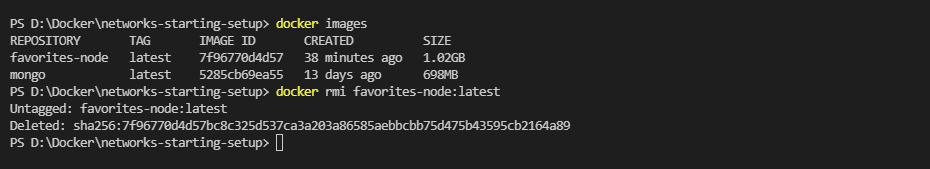 PS D:\Docker\networks-starting-setup> docker images
REPOSITORY TAG IMAGE ID CREATED SIZE
favorites-node latest 7f96770d4d57 38 minutes ago 1.02GB
mongo latest 5285cb69ea55 13 days ago 698MB
PS D:\Docker\networks-starting-setup> docker rmi favorites-node:latest
Untagged: favorites-node:latest
Deleted: sha256:7f96770d4d57bc8c325d537ca3a203a86585aebbcbb75d475b43595cb2164a89
PS D:\Docker\networks-starting-setup>